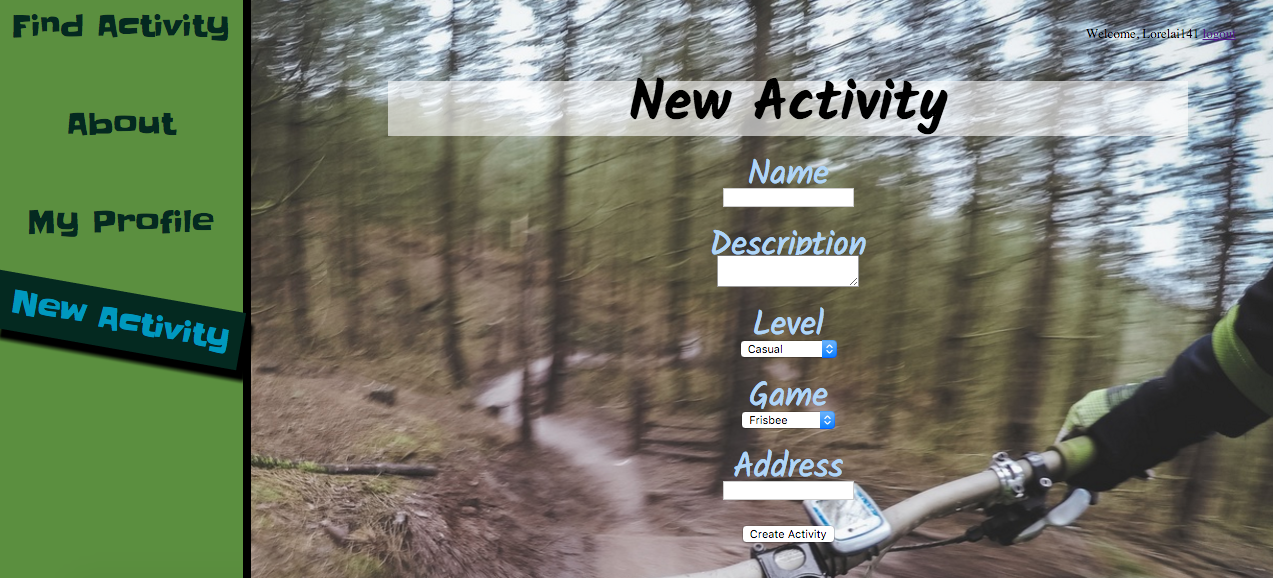 Find Activity
About
My Profile
New Activity
Welcome, Lorelai141 logout
New Activity
Name
Description
Level
Casual
Game
Frisbee
Address
Create Activity